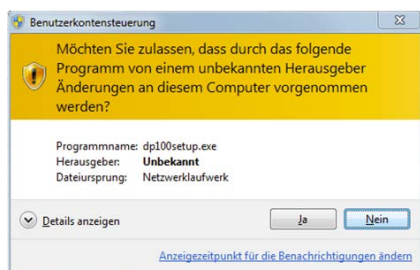 Benutzerkontensteuerung
Möchten Sie zulassen, dass durch das folgende
Programm von einem unbekannten Herausgeber
Änderungen an diesem Computer vorgenommen
werden?
Programmname: dp100setup.exe
Herausgeber: Unbekannt
Dateiursprung: Netzwerklaufwerk
Details anzeigen
Ja
Nein
Anzeigezeitpunkt für die Benachrichtigungen ändern